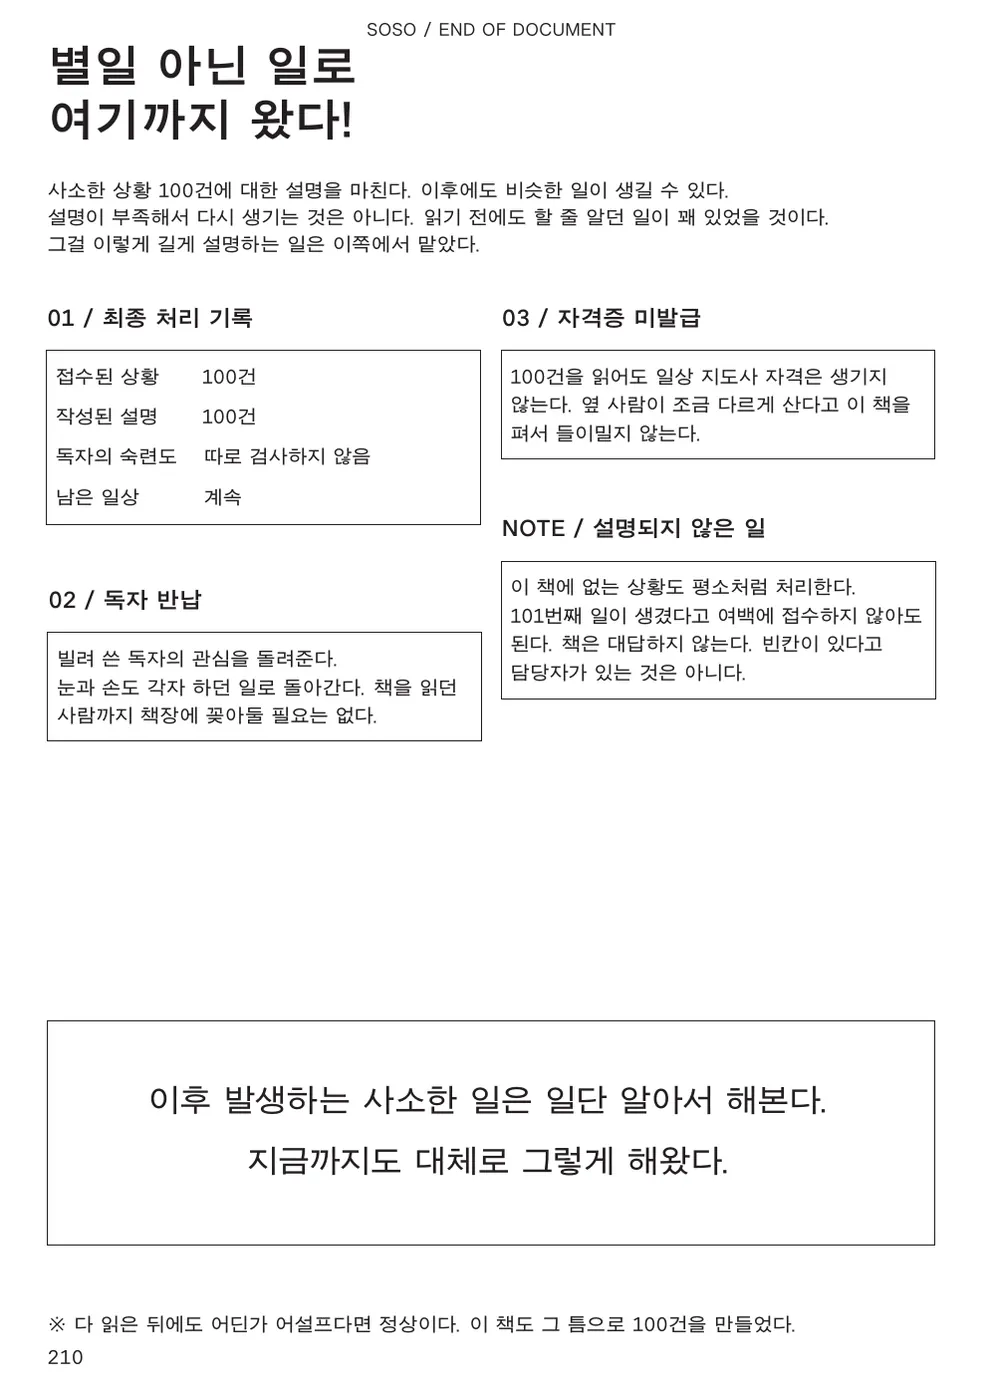 SOSO / END OF DOCUMENT
별일 아닌 일로
여기까지 왔다!
사소한 상황 100건에 대한 설명을 마친다. 이후에도 비슷한 일이 생길 수 있다.
설명이 부족해서 다시 생기는 것은 아니다. 읽기 전에도 할 줄 알던 일이 꽤 있었을 것이다.
그걸 이렇게 길게 설명하는 일은 이쪽에서 맡았다.
01 / 최종 처리 기록
접수된 상황 100건
작성된 설명 100건
독자의 숙련도 따로 검사하지 않음
남은 일상 계속
02 / 독자 반납
빌려 쓴 독자의 관심을 돌려준다.
눈과 손도 각자 하던 일로 돌아간다. 책을 읽던
사람까지 책장에 꽂아둘 필요는 없다.
03 / 자격증 미발급
100건을 읽어도 일상 지도사 자격은 생기지
않는다. 옆 사람이 조금 다르게 산다고 이 책을
펴서 들이밀지 않는다.
NOTE / 설명되지 않은 일
이 책에 없는 상황도 평소처럼 처리한다.
101번째 일이 생겼다고 여백에 접수하지 않아도
된다. 책은 대답하지 않는다. 빈칸이 있다고
담당자가 있는 것은 아니다.
이후 발생하는 사소한 일은 일단 알아서 해본다.
지금까지도 대체로 그렇게 해왔다.
※ 다 읽은 뒤에도 어딘가 어설프다면 정상이다. 이 책도 그 틈으로 100건을 만들었다.
210